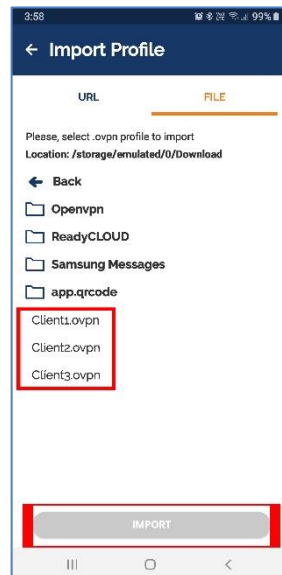 3:58 99%
Import Profile
URL FILE
Please, select .ovpn profile to import
Location: /storage/emulated/0/Download
Back
Openvpn
ReadyCLOUD
Samsung Messages
app.qrcode
Client1.ovpn
Client2.ovpn
Client3.ovpn
IMPORT